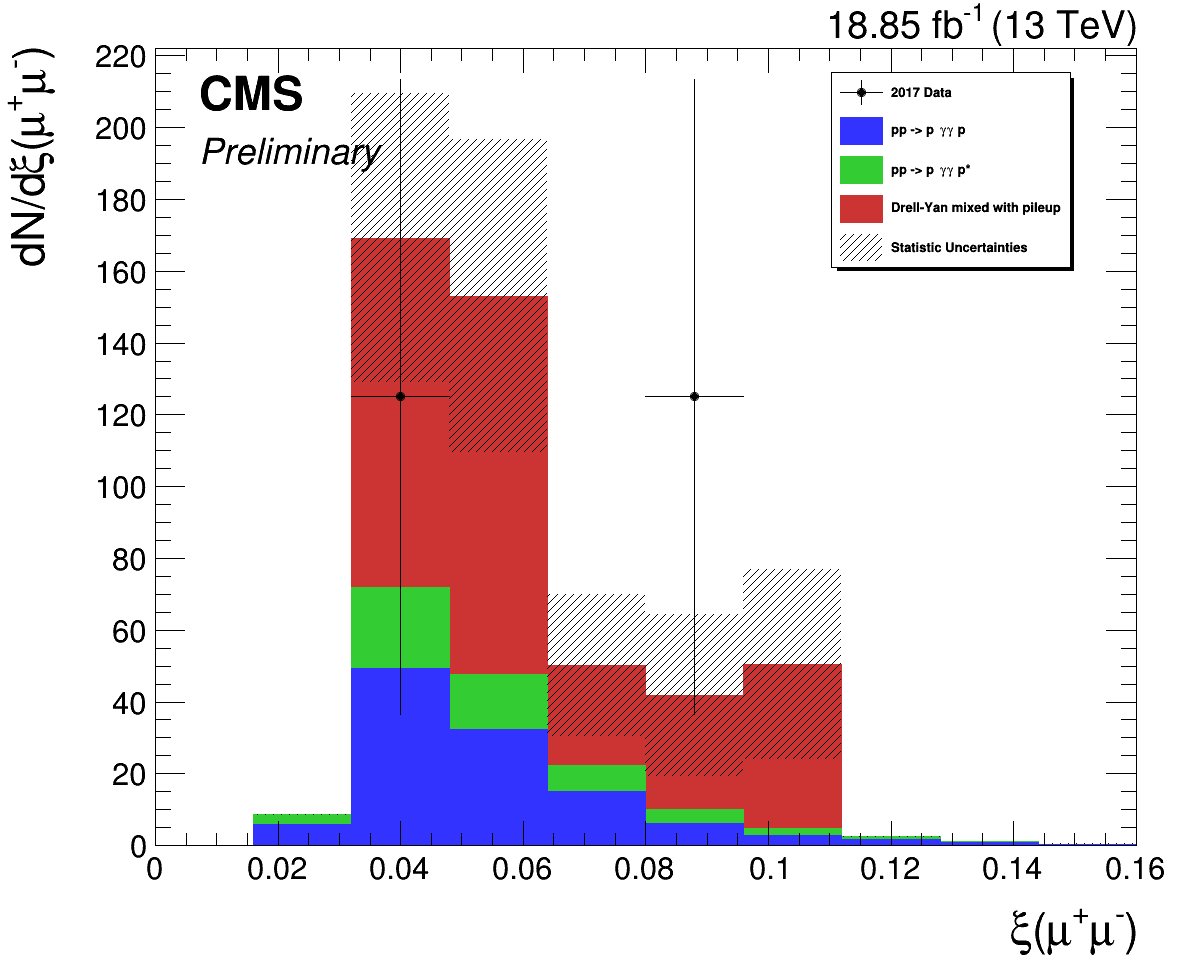 18.85 fb⁻¹ (13 TeV)
dN/dξ(μ⁺μ⁻)
CMS
Preliminary
2017 Data
pp -> p γγ p
pp -> p γγ p*
Drell-Yan mixed with pileup
Statistic Uncertainties
220
200
180
160
140
120
100
80
60
40
20
0
0 0.02 0.04 0.06 0.08 0.1 0.12 0.14 0.16
ξ(μ⁺μ⁻)